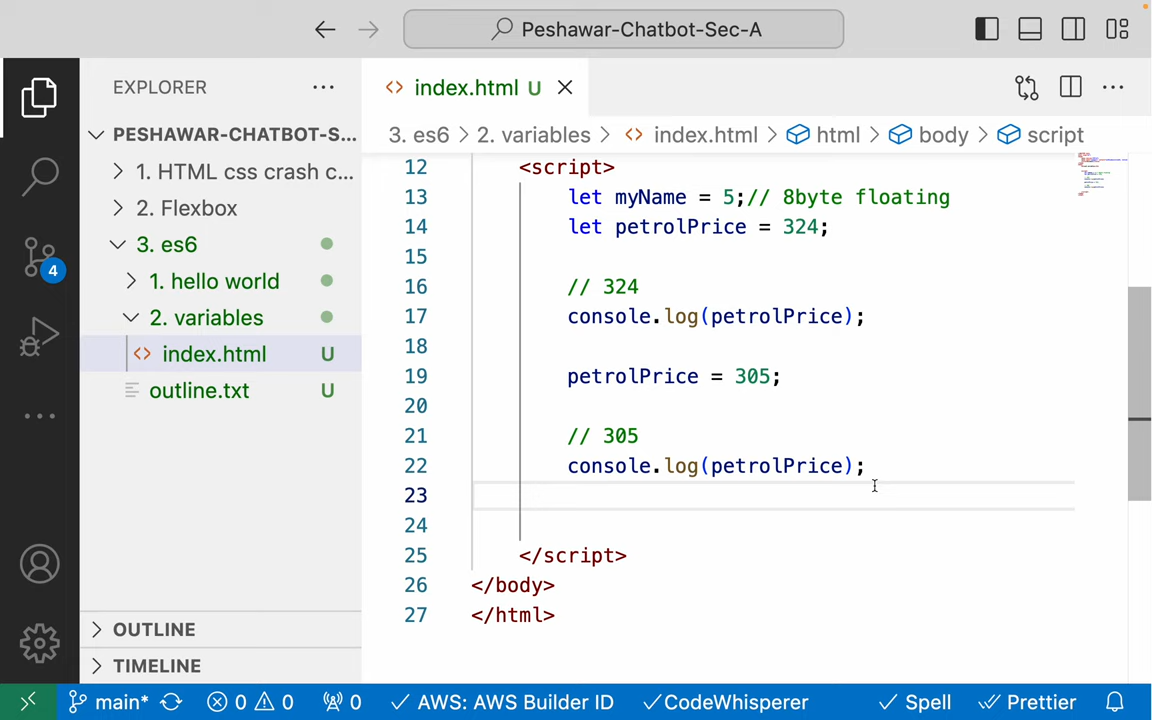 Peshawar-Chatbot-Sec-A
EXPLORER
index.html U
PESHAWAR-CHATBOT-S...
3. es6 > 2. variables > index.html > html > body > script
1. HTML css crash c...
2. Flexbox
3. es6
1. hello world
2. variables
index.html U
outline.txt U
4
12 <script>
13 let myName = 5;// 8byte floating
14 let petrolPrice = 324;
15
16 // 324
17 console.log(petrolPrice);
18
19 petrolPrice = 305;
20
21 // 305
22 console.log(petrolPrice);
23
24
25 </script>
26 </body>
27 </html>
OUTLINE
TIMELINE
main* 0 0 0 AWS: AWS Builder ID CodeWhisperer Spell Prettier